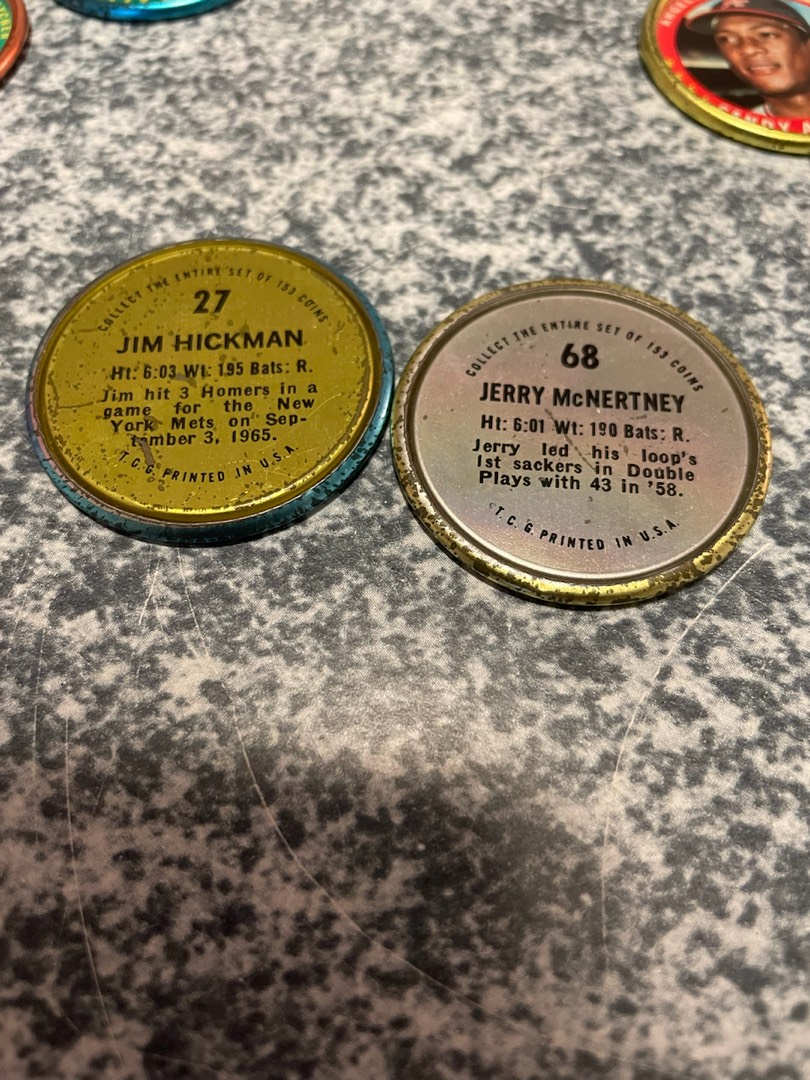 COLLECT THE ENTIRE SET OF 153 COINS
27
JIM HICKMAN
Ht: 6:03 Wt: 195 Bats: R.
Jim hit 3 Homers in a
game for the New
York Mets on Sep-
tember 3, 1965.
T.C.G. PRINTED IN U.S.A.
COLLECT THE ENTIRE SET OF 153 COINS
68
JERRY McNERTNEY
Ht: 6:01 Wt: 190 Bats: R.
Jerry led his loop's
1st sackers in Double
Plays with 43 in '58.
©T.C.G. PRINTED IN U.S.A.